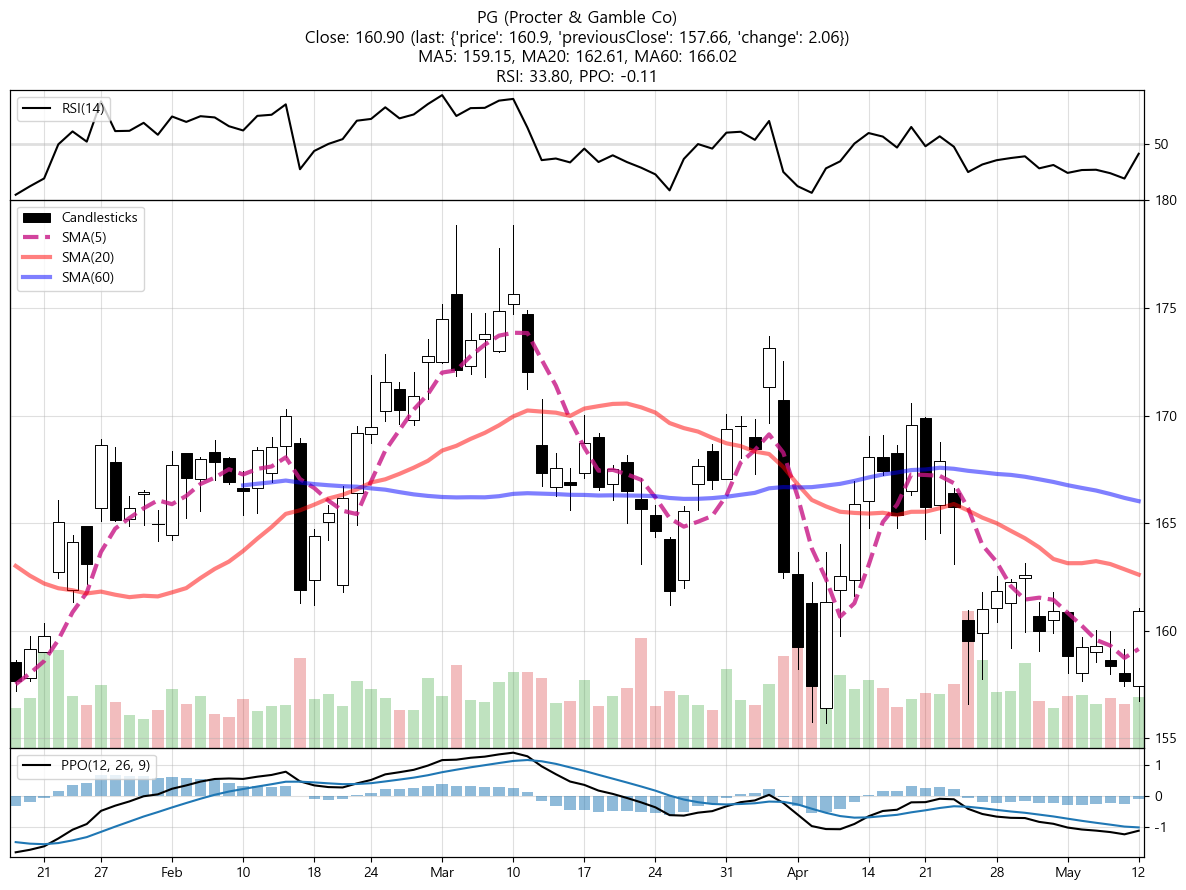 PG (Procter & Gamble Co)
Close: 160.90 (last: {'price': 160.9, 'previousClose': 157.66, 'change': 2.06})
MA5: 159.15, MA20: 162.61, MA60: 166.02
RSI: 33.80, PPO: -0.11
RSI(14)
50
180
Candlesticks
SMA(5)
SMA(20)
SMA(60)
175
170
165
160
155
PPO(12, 26, 9)
1
0
-1
21 27 Feb 10 18 24 Mar 10 17 24 31 Apr 14 21 28 May 12